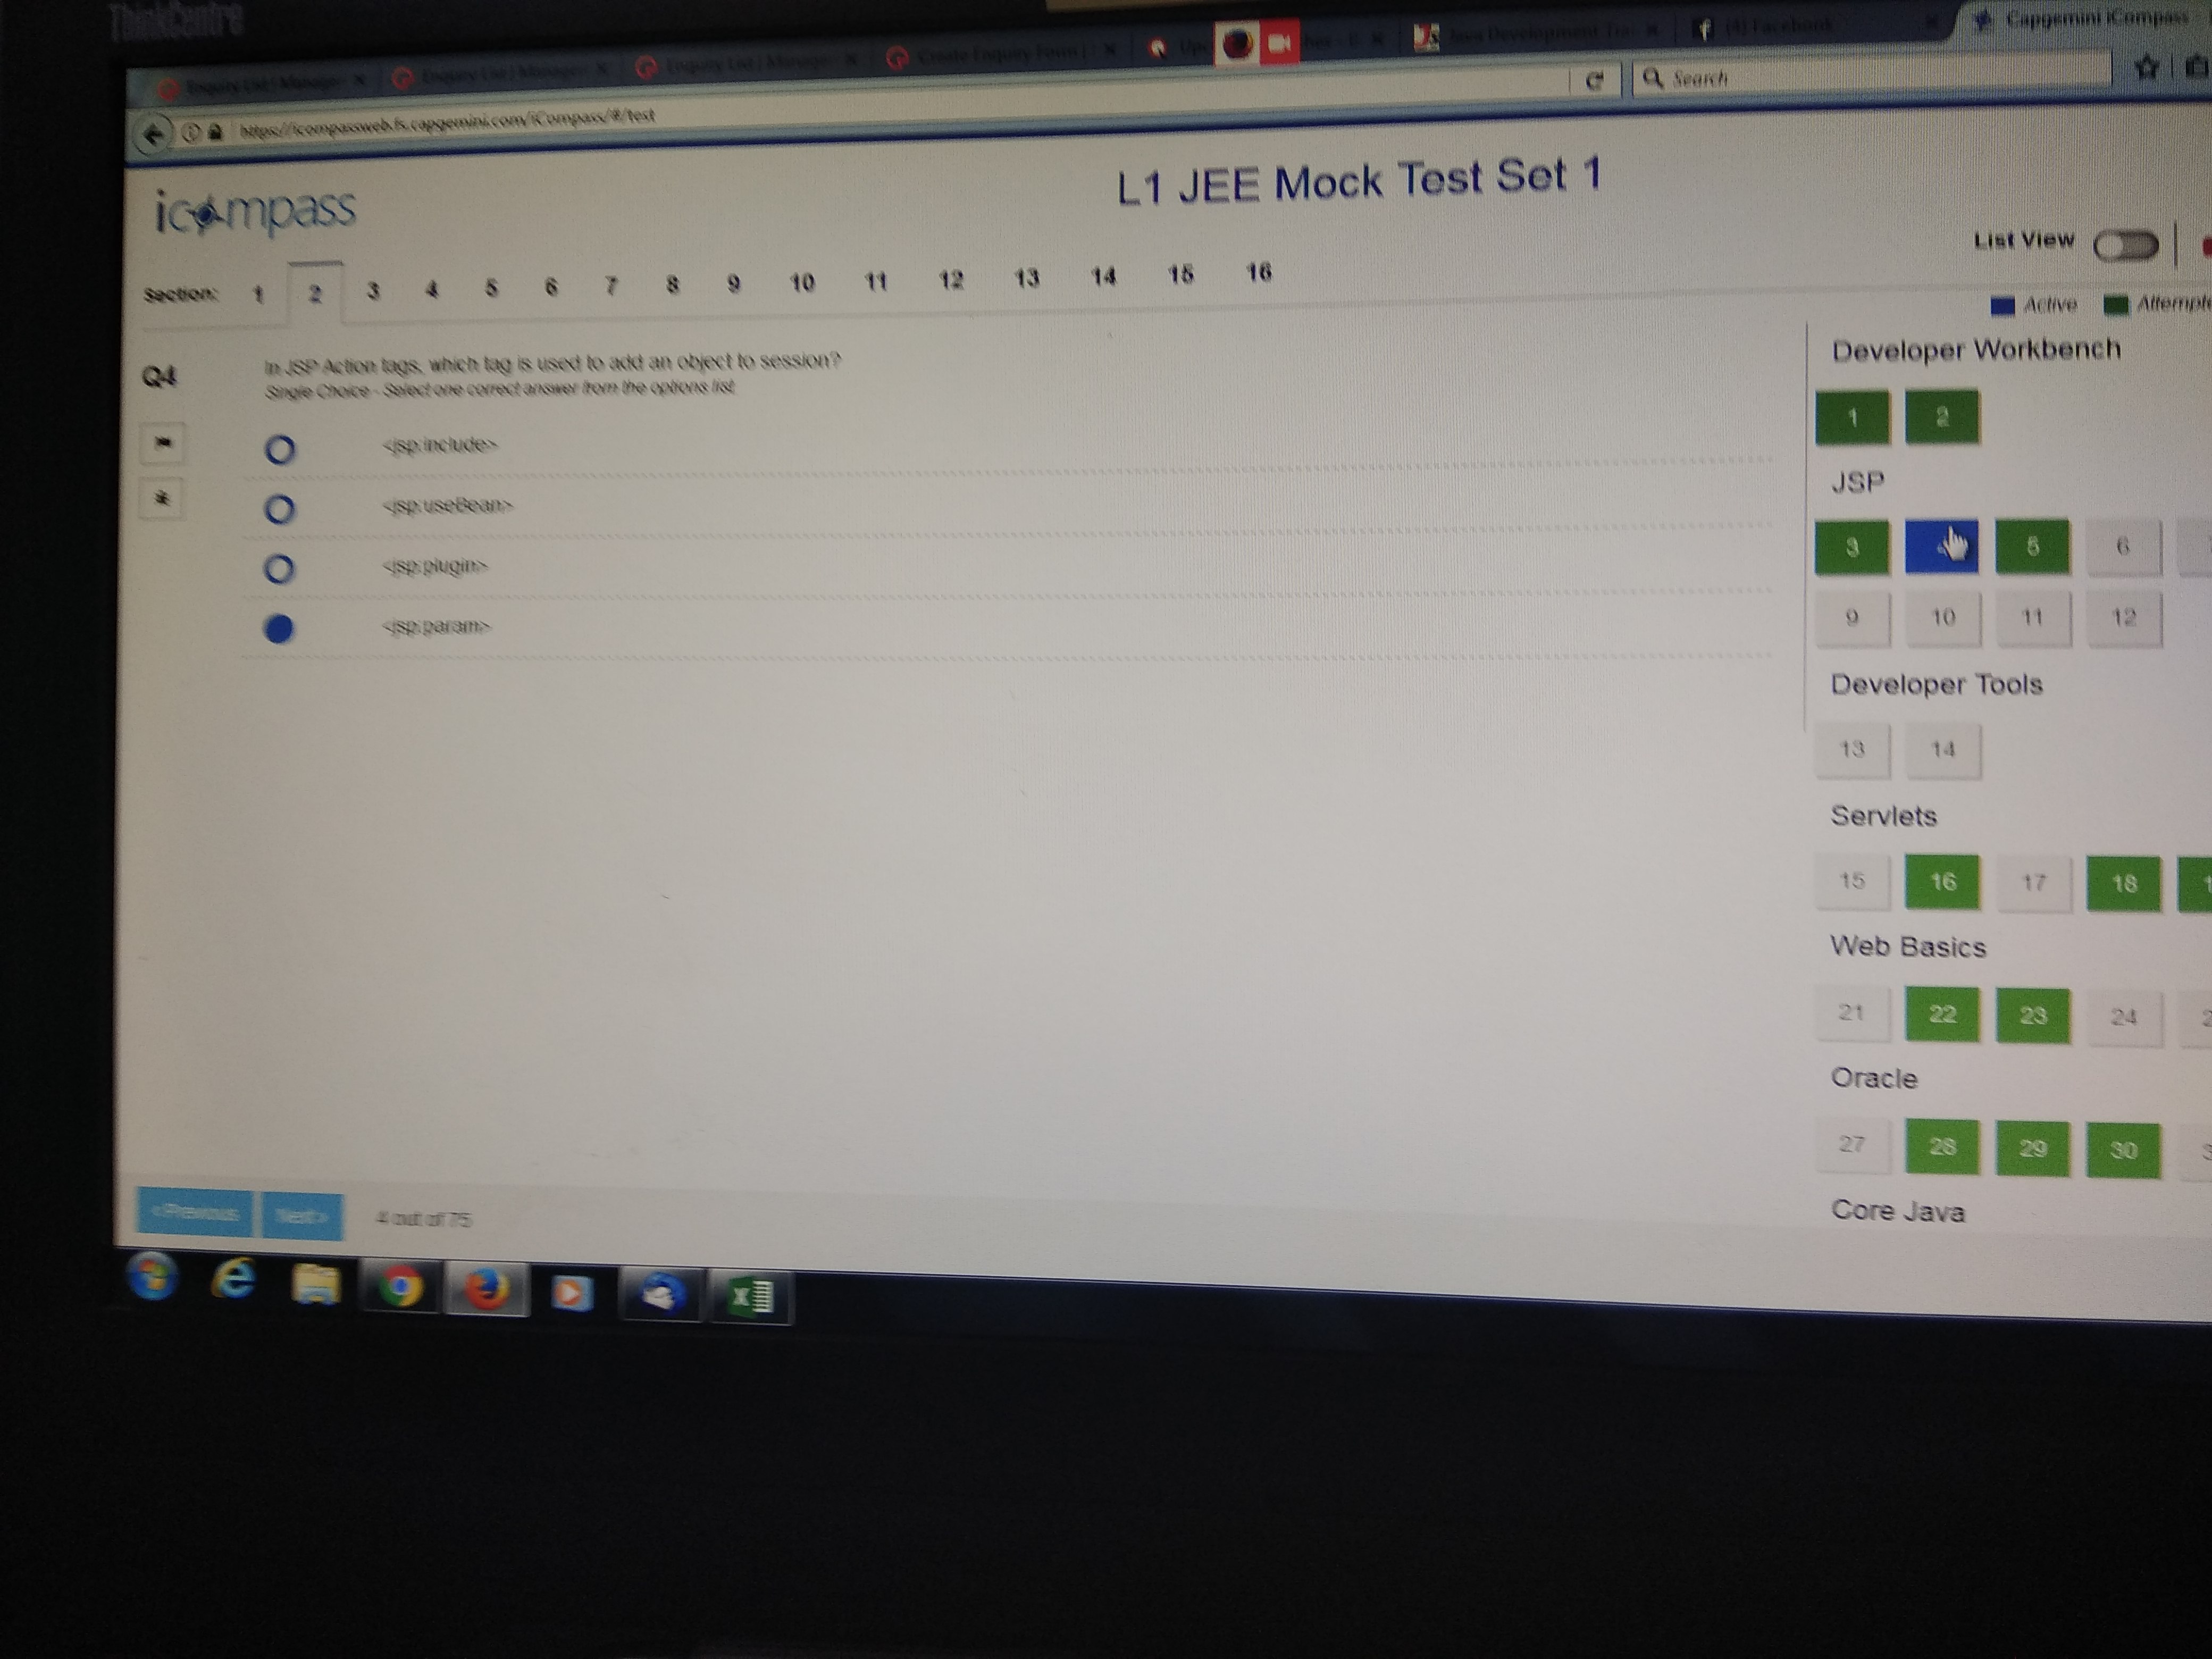 ThinkCentre
Enquiry List | Manage
Enquiry List | Manage
Enquiry List | Manage
Create Enquiry Form |
Java Development Tra
(4) Facebook
Capgemini iCompass
https://icompassweb.fs.capgemini.com/iCompass/#/test
Search
icompass
L1 JEE Mock Test Set 1
List View
Section: 1 2 3 4 5 6 7 8 9 10 11 12 13 14 15 16
Active
Attempte
Q4
In JSP Action tags, which tag is used to add an object to session?
Single Choice - Select one correct answer from the options list
<jsp:include>
<jsp:useBean>
<jsp:plugin>
<jsp:param>
Developer Workbench
1 2
JSP
3 5 6
9 10 11 12
Developer Tools
13 14
Servlets
15 16 17 18
Web Basics
21 22 23 24
Oracle
27 28 29 30
Core Java
< Previous
Next >
4 out of 75